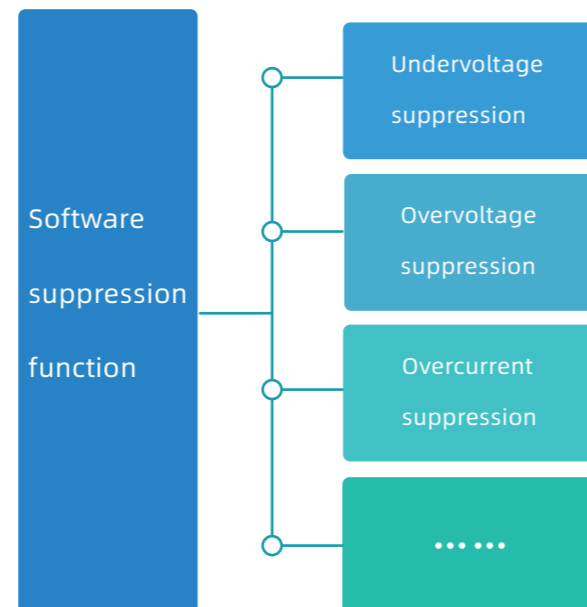 Software
suppression
function
Undervoltage
suppression
Overvoltage
suppression
Overcurrent
suppression
……